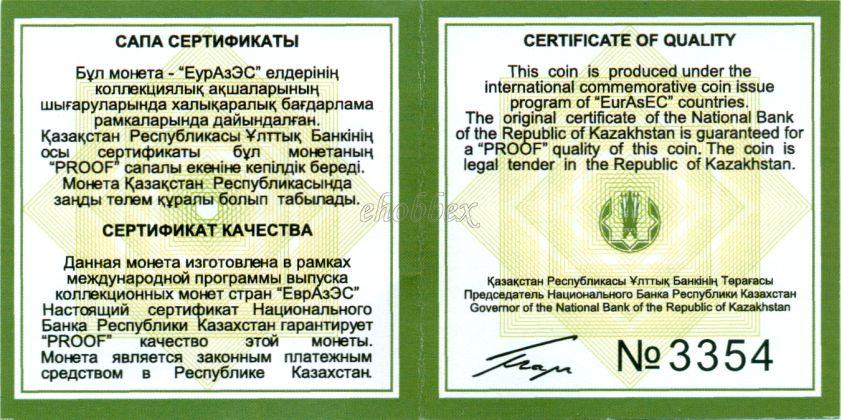 САПА СЕРТИФИКАТЫ
Бұл монета - “ЕурАзЭС” елдерінің
коллекциялық ақшаларының
шығаруларында халықаралық бағдарлама
рамкаларында дайындалған.
Қазақстан Республикасы Ұлттық Банкінің
осы сертификаты бұл монетаның
“PROOF” сапалы екеніне кепілдік береді.
Монета Қазақстан Республикасында
заңды төлем құралы болып табылады.
СЕРТИФИКАТ КАЧЕСТВА
Данная монета изготовлена в рамках
международной программы выпуска
коллекционных монет стран “ЕврАзЭС”
Настоящий сертификат Национального
Банка Республики Казахстан гарантирует
“PROOF” качество этой монеты.
Монета является законным платежным
средством в Республике Казахстан.
CERTIFICATE OF QUALITY
This coin is produced under the
international commemorative coin issue
program of “EurAsEC” countries.
The original certificate of the National Bank
of the Republic of Kazakhstan is guaranteed for
a “PROOF” quality of this coin. The coin is
legal tender in the Republic of Kazakhstan.
Қазақстан Республикасы Ұлттық Банкінің Төрағасы
Председатель Национального Банка Республики Казахстан
Governor of the National Bank of the Republic of Kazakhstan
№ 3354
ehobbex